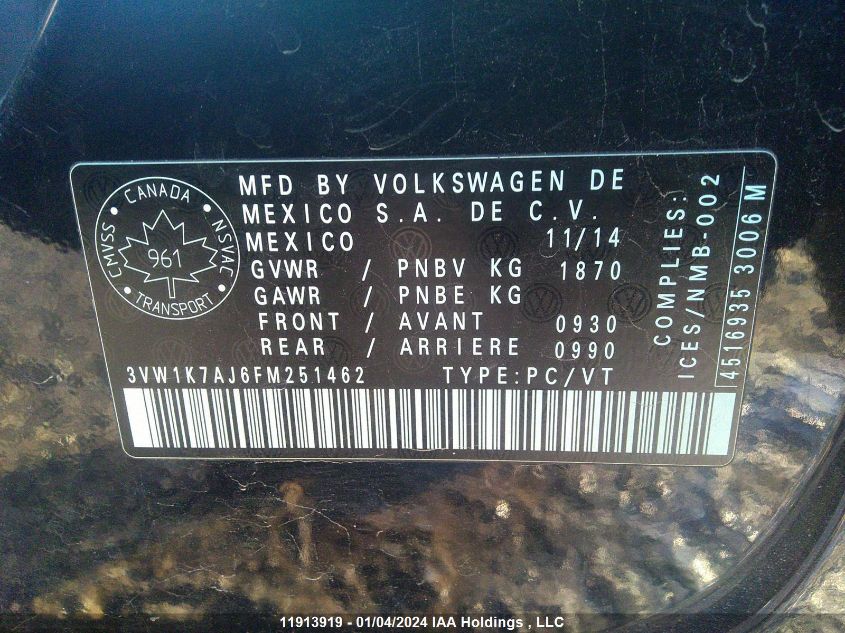 CANADA
CMVSS 961 NSVAC
TRANSPORT
MFD BY VOLKSWAGEN DE
MEXICO S.A. DE C.V.
MEXICO 11/14
GVWR / PNBV KG 1870
GAWR / PNBE KG
FRONT / AVANT 0930
REAR / ARRIERE 0990
3VW1K7AJ6FM251462 TYPE:PC/VT
COMPLIES:
ICES/NMB-002
4516935 3006 M
11913919 - 01/04/2024 IAA Holdings , LLC